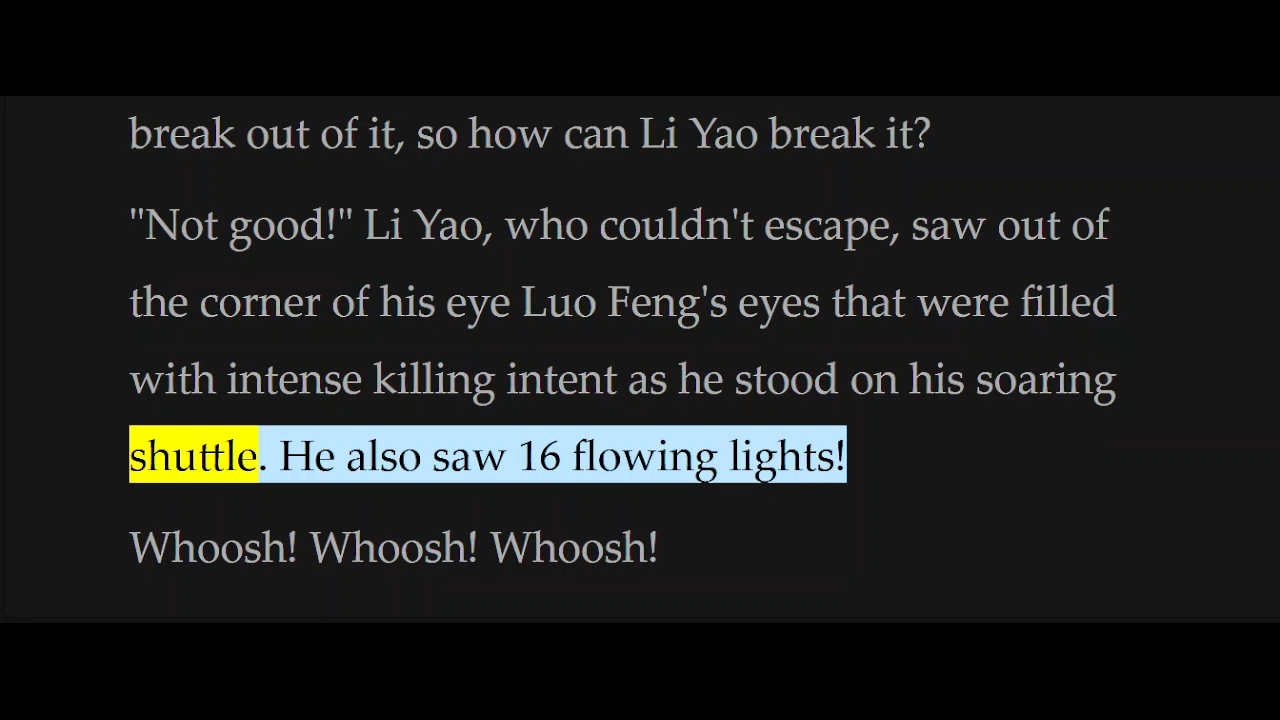 break out of it, so how can Li Yao break it?
"Not good!" Li Yao, who couldn't escape, saw out of
the corner of his eye Luo Feng's eyes that were filled
with intense killing intent as he stood on his soaring
shuttle. He also saw 16 flowing lights!
Whoosh! Whoosh! Whoosh!